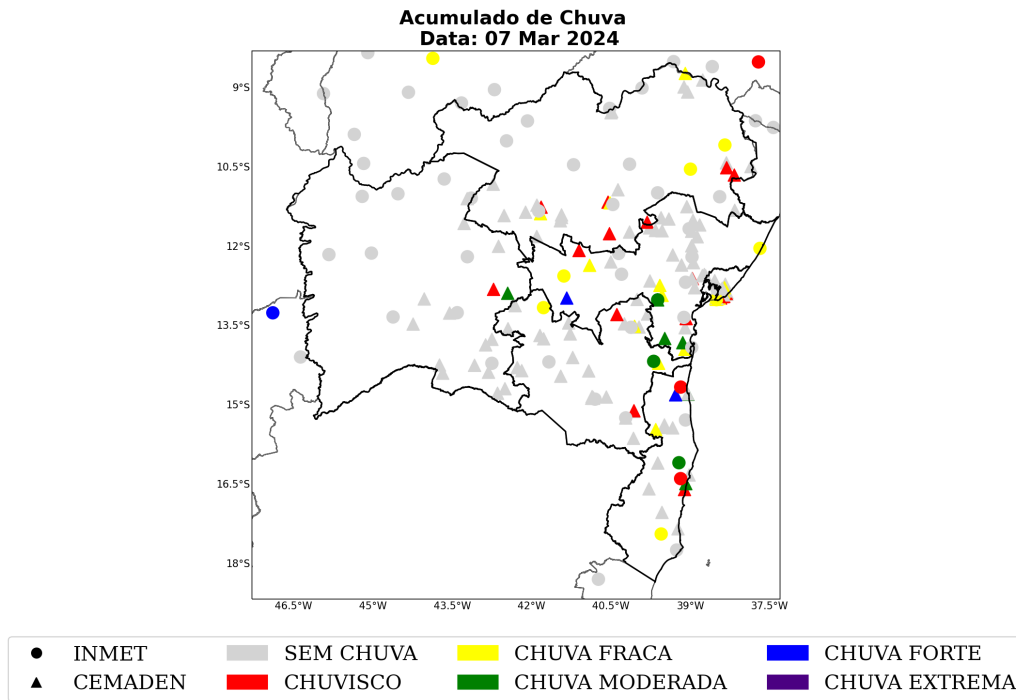 Acumulado de Chuva
Data: 07 Mar 2024
9°S
10.5°S
12°S
13.5°S
15°S
16.5°S
18°S
46.5°W 45°W 43.5°W 42°W 40.5°W 39°W 37.5°W
INMET SEM CHUVA CHUVA FRACA CHUVA FORTE
CEMADEN CHUVISCO CHUVA MODERADA CHUVA EXTREMA